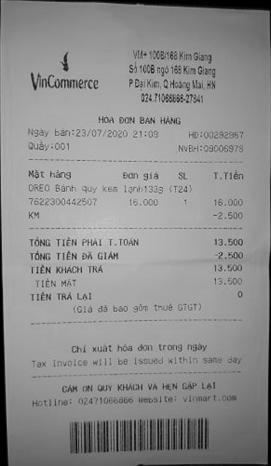 VinCommerce
VM+ 100B/168 Kim Giang
Số 100B ngõ 168 Kim Giang
P Đại Kim, Q Hoàng Mai, HN
024.71066866-27841
HÓA ĐƠN BÁN HÀNG
Ngày bán:23/07/2020 21:09 HĐ:00292967
Quầy:001 NVBH:09006978
Mặt hàng Đơn giá SL T.Tiền
OREO Bánh quy kem lạnh133g (T24)
7622300442507 16.000 1 16.000
KM -2.500
TỔNG TIỀN PHẢI T.TOÁN 13.500
TỔNG TIỀN ĐÃ GIẢM -2.500
TIỀN KHÁCH TRẢ 13.500
TIỀN MẶT 13.500
TIỀN TRẢ LẠI 0
(Giá đã bao gồm thuế GTGT)
Chỉ xuất hóa đơn trong ngày
Tax invoice will be issued within same day
CẢM ƠN QUÝ KHÁCH VÀ HẸN GẶP LẠI
Hotline: 02471066866 Website: vinmart.com